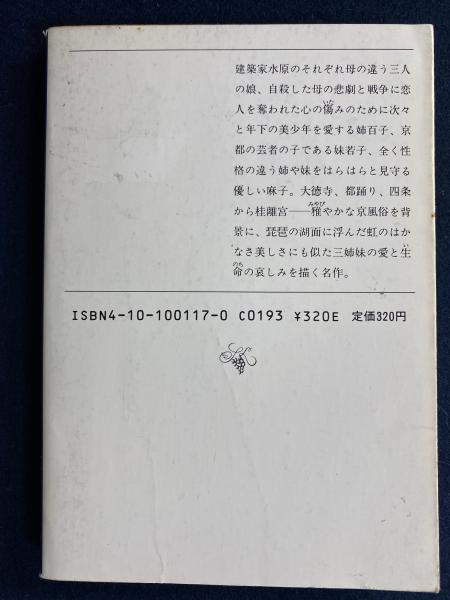 建築家水原のそれぞれ母の違う三人
の娘、自殺した母の悲劇と戦争に恋
人を奪われた心の傷みのために次々
と年下の美少年を愛する姉百子、京
都の芸者の子である妹若子、全く性
格の違う姉や妹をはらはらと見守る
優しい麻子。大徳寺、都踊り、四条
から桂離宮――雅やかな京風俗を背
景に、琵琶の湖面に浮んだ虹のはか
なさ美しさにも似た三姉妹の愛と生
命の哀しみを描く名作。
ISBN4-10-100117-0 C0193 ¥320E 定価320円